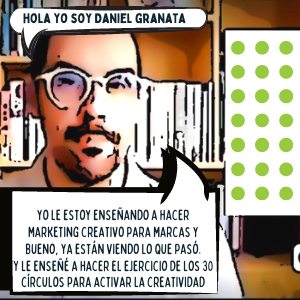 HOLA YO SOY DANIEL GRANATA
YO LE ESTOY ENSEÑANDO A HACER
MARKETING CREATIVO PARA MARCAS Y
BUENO, YA ESTÁN VIENDO LO QUE PASÓ.
Y LE ENSEÑÉ A HACER EL EJERCICIO DE LOS 30
CÍRCULOS PARA ACTIVAR LA CREATIVIDAD